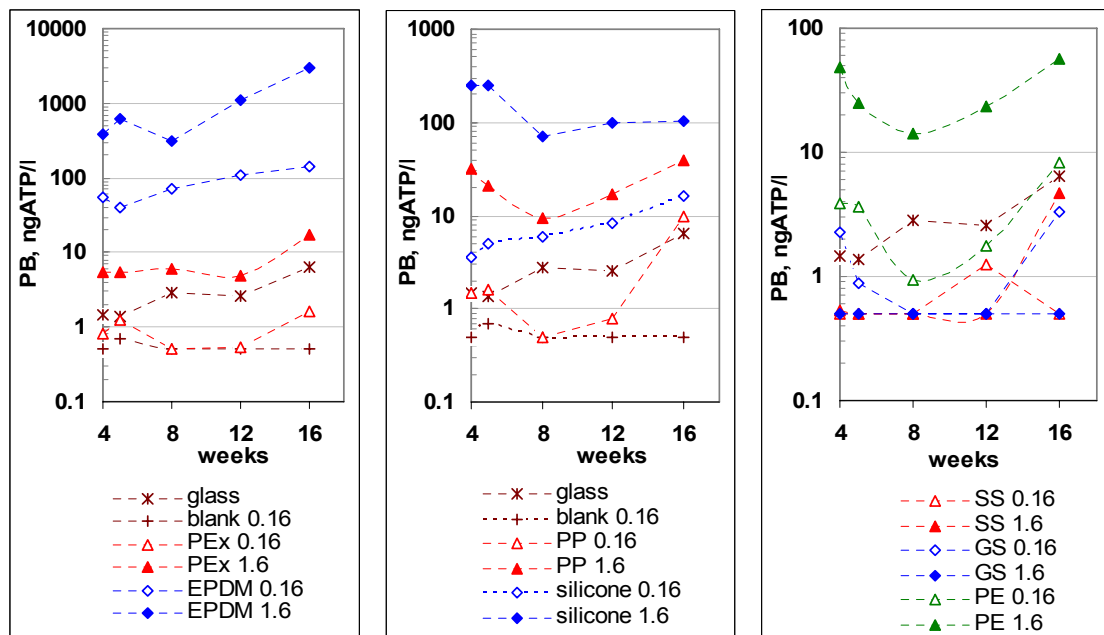 PB, ngATP/l
10000
1000
100
10
1
0.1
4 8 12 16
weeks
glass
blank 0.16
PEx 0.16
PEx 1.6
EPDM 0.16
EPDM 1.6
PB, ngATP/l
1000
100
10
1
0.1
4 8 12 16
weeks
glass
blank 0.16
PP 0.16
PP 1.6
silicone 0.16
silicone 1.6
PB, ngATP/l
100
10
1
0.1
4 8 12 16
weeks
SS 0.16
SS 1.6
GS 0.16
GS 1.6
PE 0.16
PE 1.6